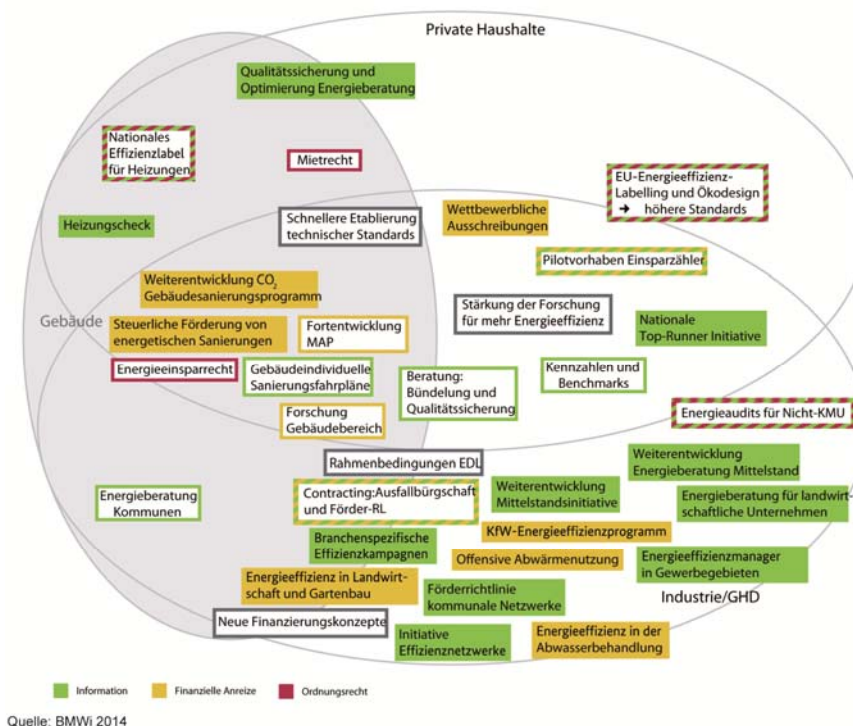 Private Haushalte
Qualitätssicherung und
Optimierung Energieberatung
Nationales
Effizienzlabel
für Heizungen
Mietrecht
EU-Energieeffizienz-
Labelling und Ökodesign
→ höhere Standards
Heizungscheck
Schnellere Etablierung
technischer Standards
Wettbewerbliche
Ausschreibungen
Pilotvorhaben Einsparzähler
Weiterentwicklung CO₂
Gebäudesanierungsprogramm
Stärkung der Forschung
für mehr Energieeffizienz
Gebäude
Steuerliche Förderung von
energetischen Sanierungen
Fortentwicklung
MAP
Nationale
Top-Runner Initiative
Energieeinsparrecht
Gebäudeindividuelle
Sanierungsfahrpläne
Beratung:
Bündelung und
Qualitätssicherung
Kennzahlen und
Benchmarks
Forschung
Gebäudebereich
Energieaudits für Nicht-KMU
Rahmenbedingungen EDL
Weiterentwicklung
Energieberatung Mittelstand
Energieberatung
Kommunen
Contracting:Ausfallbürgschaft
und Förder-RL
Weiterentwicklung
Mittelstandsinitiative
Energieberatung für landwirt-
schaftliche Unternehmen
Branchenspezifische
Effizienzkampagnen
KfW-Energieeffizienzprogramm
Offensive Abwärmenutzung
Energieeffizienzmanager
in Gewerbegebieten
Energieeffizienz in Landwirt-
schaft und Gartenbau
Förderrichtlinie
kommunale Netzwerke
Industrie/GHD
Neue Finanzierungskonzepte
Initiative
Effizienznetzwerke
Energieeffizienz in der
Abwasserbehandlung
Information
Finanzielle Anreize
Ordnungsrecht
Quelle: BMWi 2014